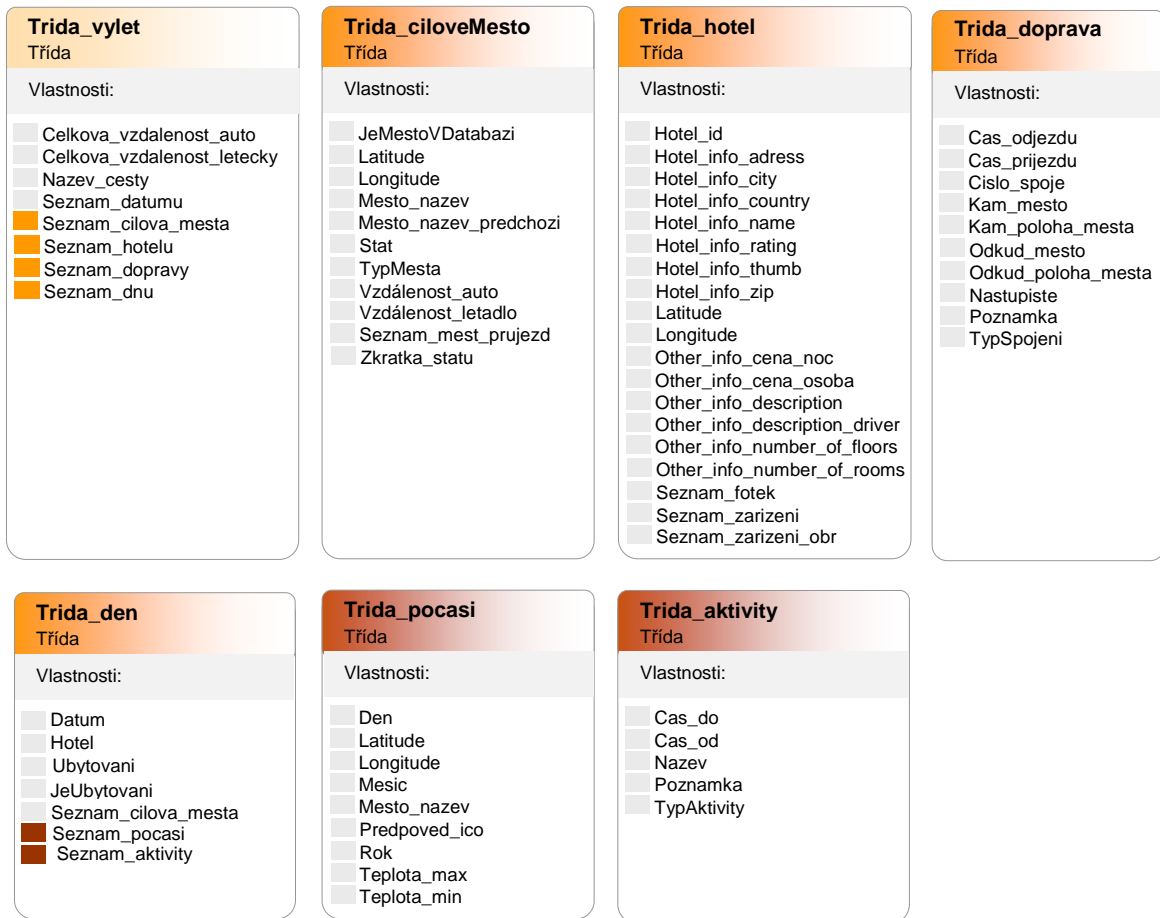 Trida_vylet
Třída
Vlastnosti:
Celkova_vzdalenost_auto
Celkova_vzdalenost_letecky
Nazev_cesty
Seznam_datumu
Seznam_cilova_mesta
Seznam_hotelu
Seznam_dopravy
Seznam_dnu
Trida_ciloveMesto
Třída
Vlastnosti:
JeMestoVDatabazi
Latitude
Longitude
Mesto_nazev
Mesto_nazev_predchozi
Stat
TypMesta
Vzdálenost_auto
Vzdálenost_letadlo
Seznam_mest_prujezd
Zkratka_statu
Trida_hotel
Třída
Vlastnosti:
Hotel_id
Hotel_info_adress
Hotel_info_city
Hotel_info_country
Hotel_info_name
Hotel_info_rating
Hotel_info_thumb
Hotel_info_zip
Latitude
Longitude
Other_info_cena_noc
Other_info_cena_osoba
Other_info_description
Other_info_description_driver
Other_info_number_of_floors
Other_info_number_of_rooms
Seznam_fotek
Seznam_zarizeni
Seznam_zarizeni_obr
Trida_doprava
Třída
Vlastnosti:
Cas_odjezdu
Cas_prijezdu
Cislo_spoje
Kam_mesto
Kam_poloha_mesta
Odkud_mesto
Odkud_poloha_mesta
Nastupiste
Poznamka
TypSpojeni
Trida_den
Třída
Vlastnosti:
Datum
Hotel
Ubytovani
JeUbytovani
Seznam_cilova_mesta
Seznam_pocasi
Seznam_aktivity
Trida_pocasi
Třída
Vlastnosti:
Den
Latitude
Longitude
Mesic
Mesto_nazev
Predpoved_ico
Rok
Teplota_max
Teplota_min
Trida_aktivity
Třída
Vlastnosti:
Cas_do
Cas_od
Nazev
Poznamka
TypAktivity